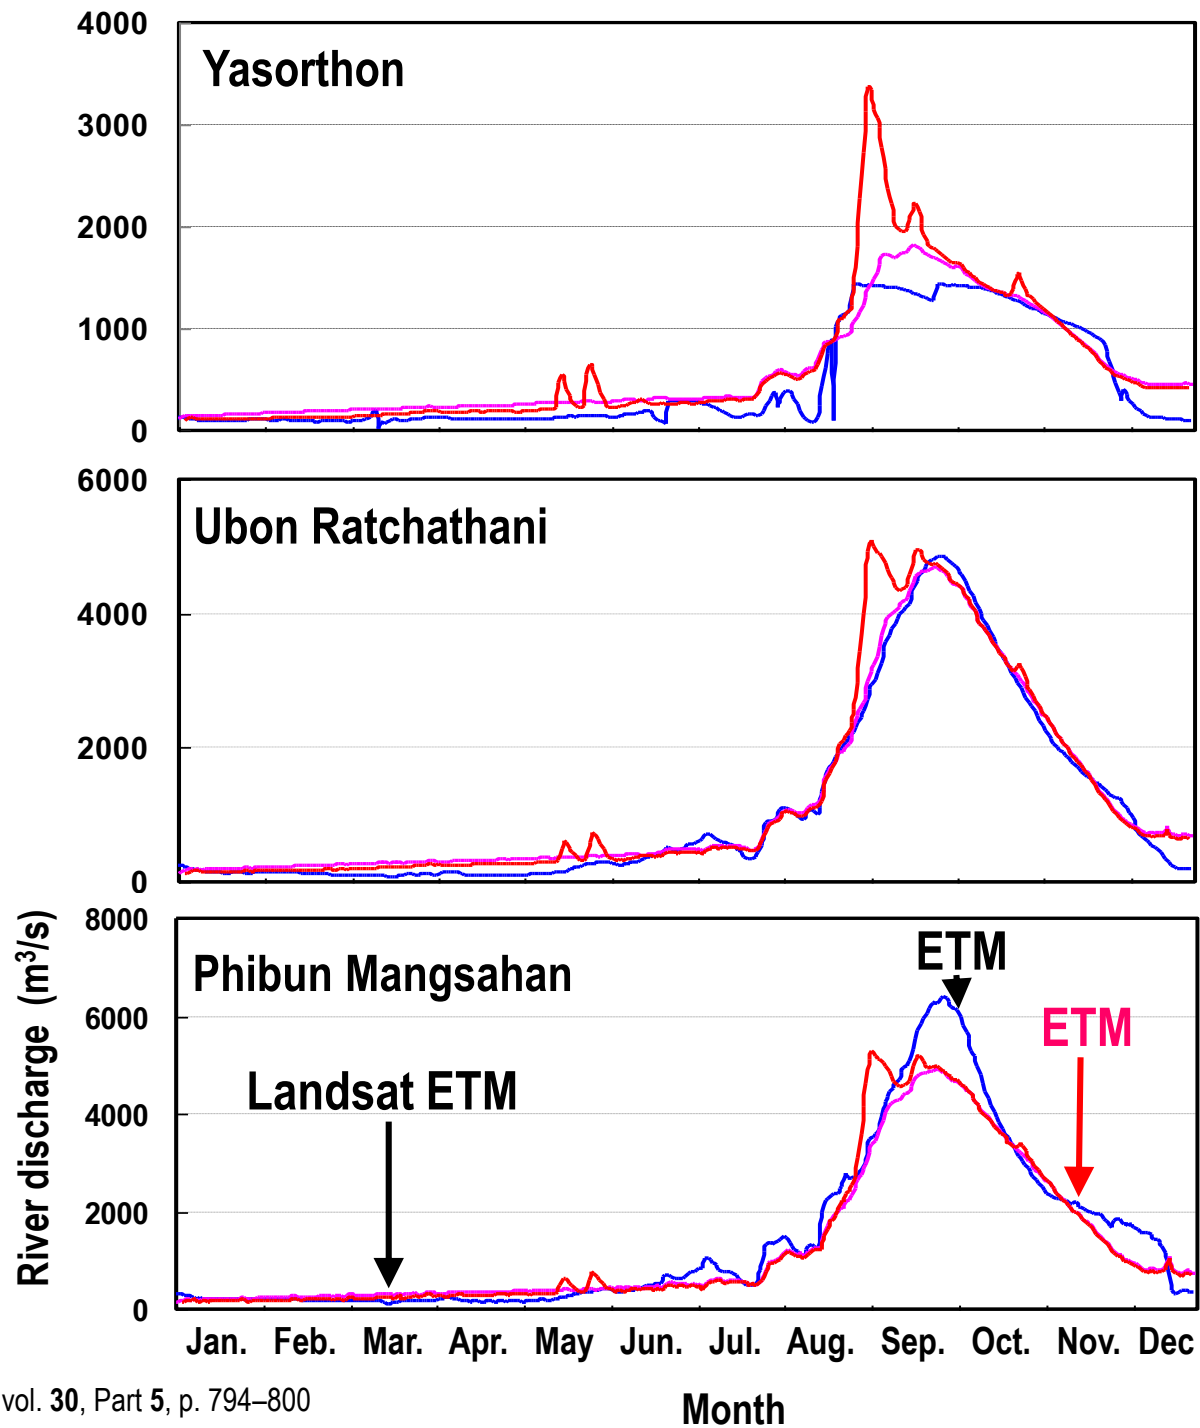 4000
Yasorthon
3000
2000
1000
0
6000
Ubon Ratchathani
4000
2000
0
8000
Phibun Mangsahan
ETM
6000
ETM
Landsat ETM
4000
2000
0
River discharge (m³/s)
Jan. Feb. Mar. Apr. May Jun. Jul. Aug. Sep. Oct. Nov. Dec
Month
vol. 30, Part 5, p. 794–800